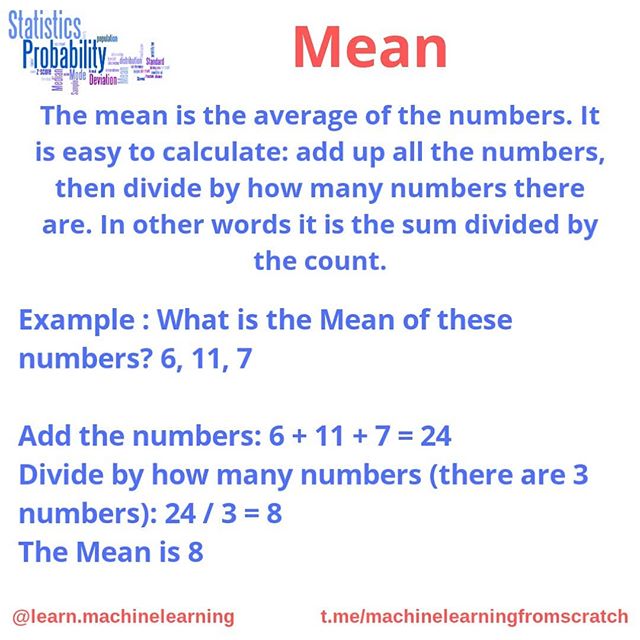 Statistics
Probability
population
distribution
Standard
z-score
Mode
Deviation
Median
Sample
Mean
The mean is the average of the numbers. It
is easy to calculate: add up all the numbers,
then divide by how many numbers there
are. In other words it is the sum divided by
the count.
Example : What is the Mean of these
numbers? 6, 11, 7
Add the numbers: 6 + 11 + 7 = 24
Divide by how many numbers (there are 3
numbers): 24 / 3 = 8
The Mean is 8
@learn.machinelearning
t.me/machinelearningfromscratch